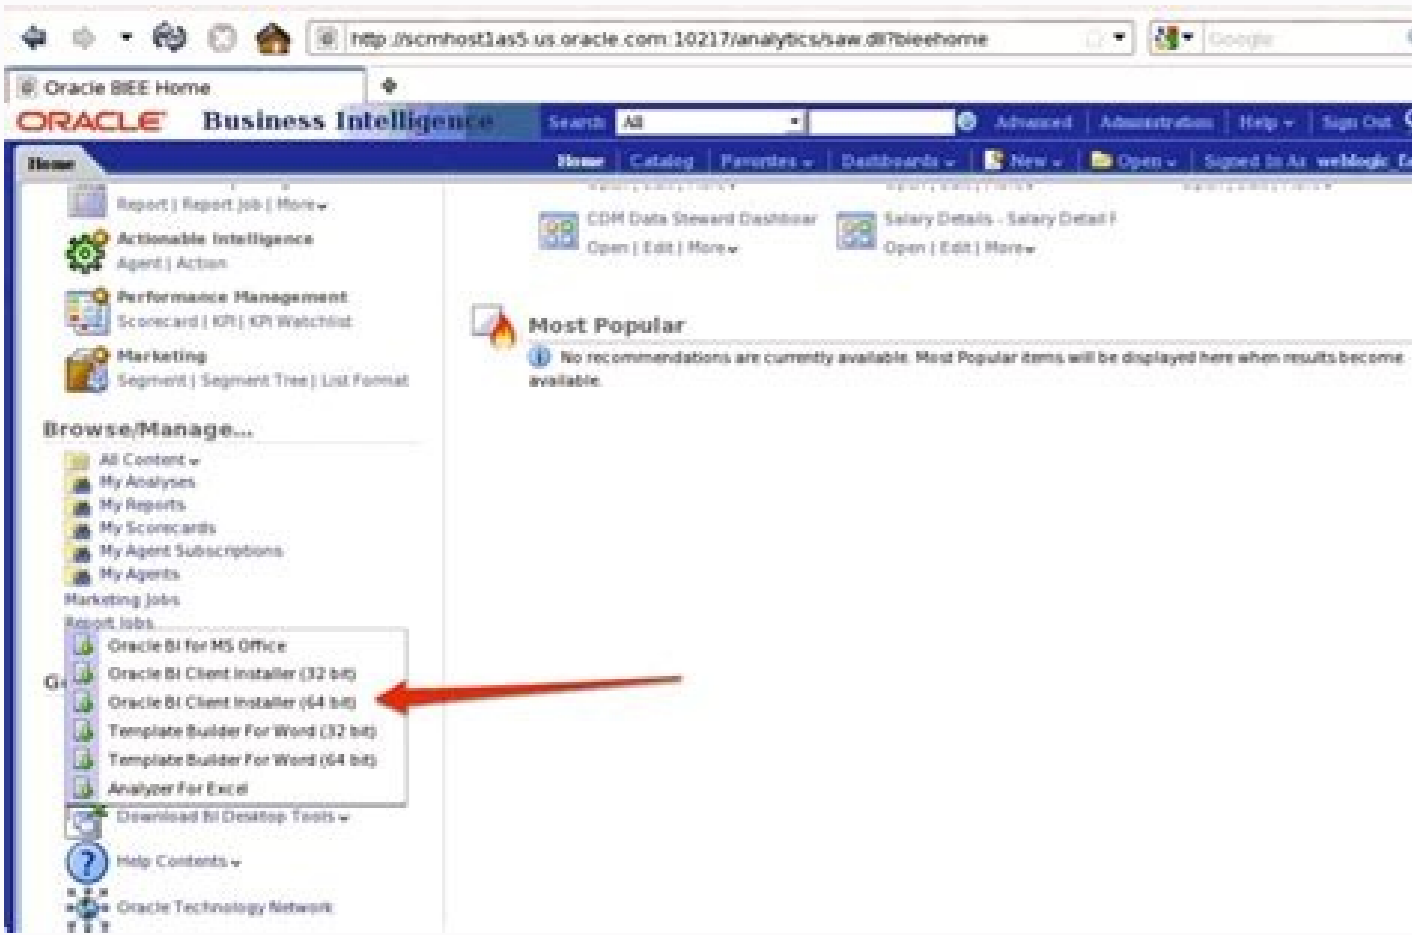 http://scmhost1as5.us.oracle.com:10217/analytics/saw.dll?bieehome
Google
Oracle BIEE Home
ORACLE Business Intelligence
Search All Advanced Administration Help Sign Out
Home
Home Catalog Favorites Dashboards New Open Signed In As weblogic_fa
Report | Report Job | More
Actionable Intelligence
Agent | Action
Performance Management
Scorecard | KPI | KPI Watchlist
Marketing
Segment | Segment Tree | List Format
Browse/Manage...
All Content
My Analyses
My Reports
My Scorecards
My Agent Subscriptions
My Agents
Marketing Jobs
Report Jobs
Oracle BI for MS Office
Oracle BI Client Installer (32 bit)
Oracle BI Client Installer (64 bit)
Template Builder For Word (32 bit)
Template Builder For Word (64 bit)
Analyzer For Excel
Download BI Desktop Tools
Help Contents
Oracle Technology Network
CDM Data Steward Dashboar
Open | Edit | More
Salary Details - Salary Detail
Open | Edit | More
Most Popular
No recommendations are currently available. Most Popular items will be displayed here when results become
available.